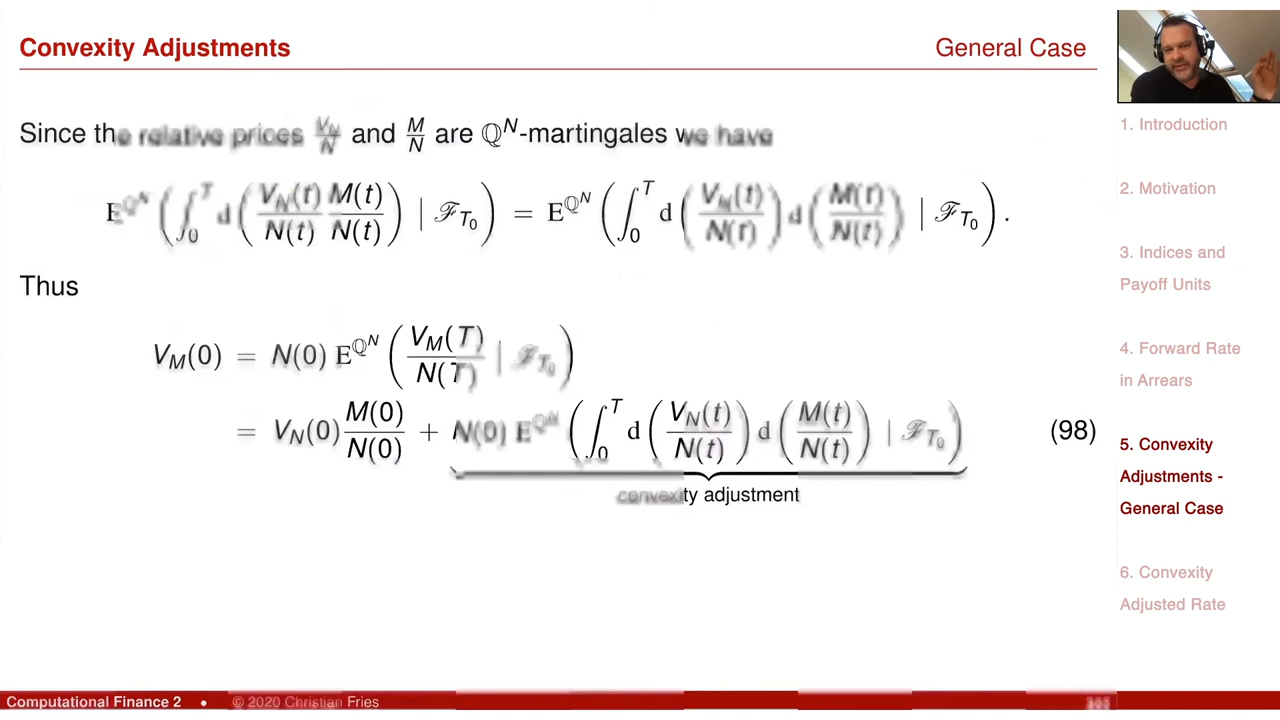 Convexity Adjustments
General Case
Since the relative prices V_N/N and M/N are ℚ^N-martingales we have
E^{ℚ^N} ( ∫_0^T d ( V_N(t)/N(t) M(t)/N(t) ) | ℱ_{T_0} ) = E^{ℚ^N} ( ∫_0^T d ( V_N(t)/N(t) ) d ( M(t)/N(t) ) | ℱ_{T_0} ) .
Thus
V_M(0) = N(0) E^{ℚ^N} ( V_M(T)/N(T) | ℱ_{T_0} )
= V_N(0) M(0)/N(0) + N(0) E^{ℚ^N} ( ∫_0^T d ( V_N(t)/N(t) ) d ( M(t)/N(t) ) | ℱ_{T_0} ) (98)
convexity adjustment
1. Introduction
2. Motivation
3. Indices and
Payoff Units
4. Forward Rate
in Arrears
5. Convexity
Adjustments -
General Case
6. Convexity
Adjusted Rate
Computational Finance 2 • © 2020 Christian Fries